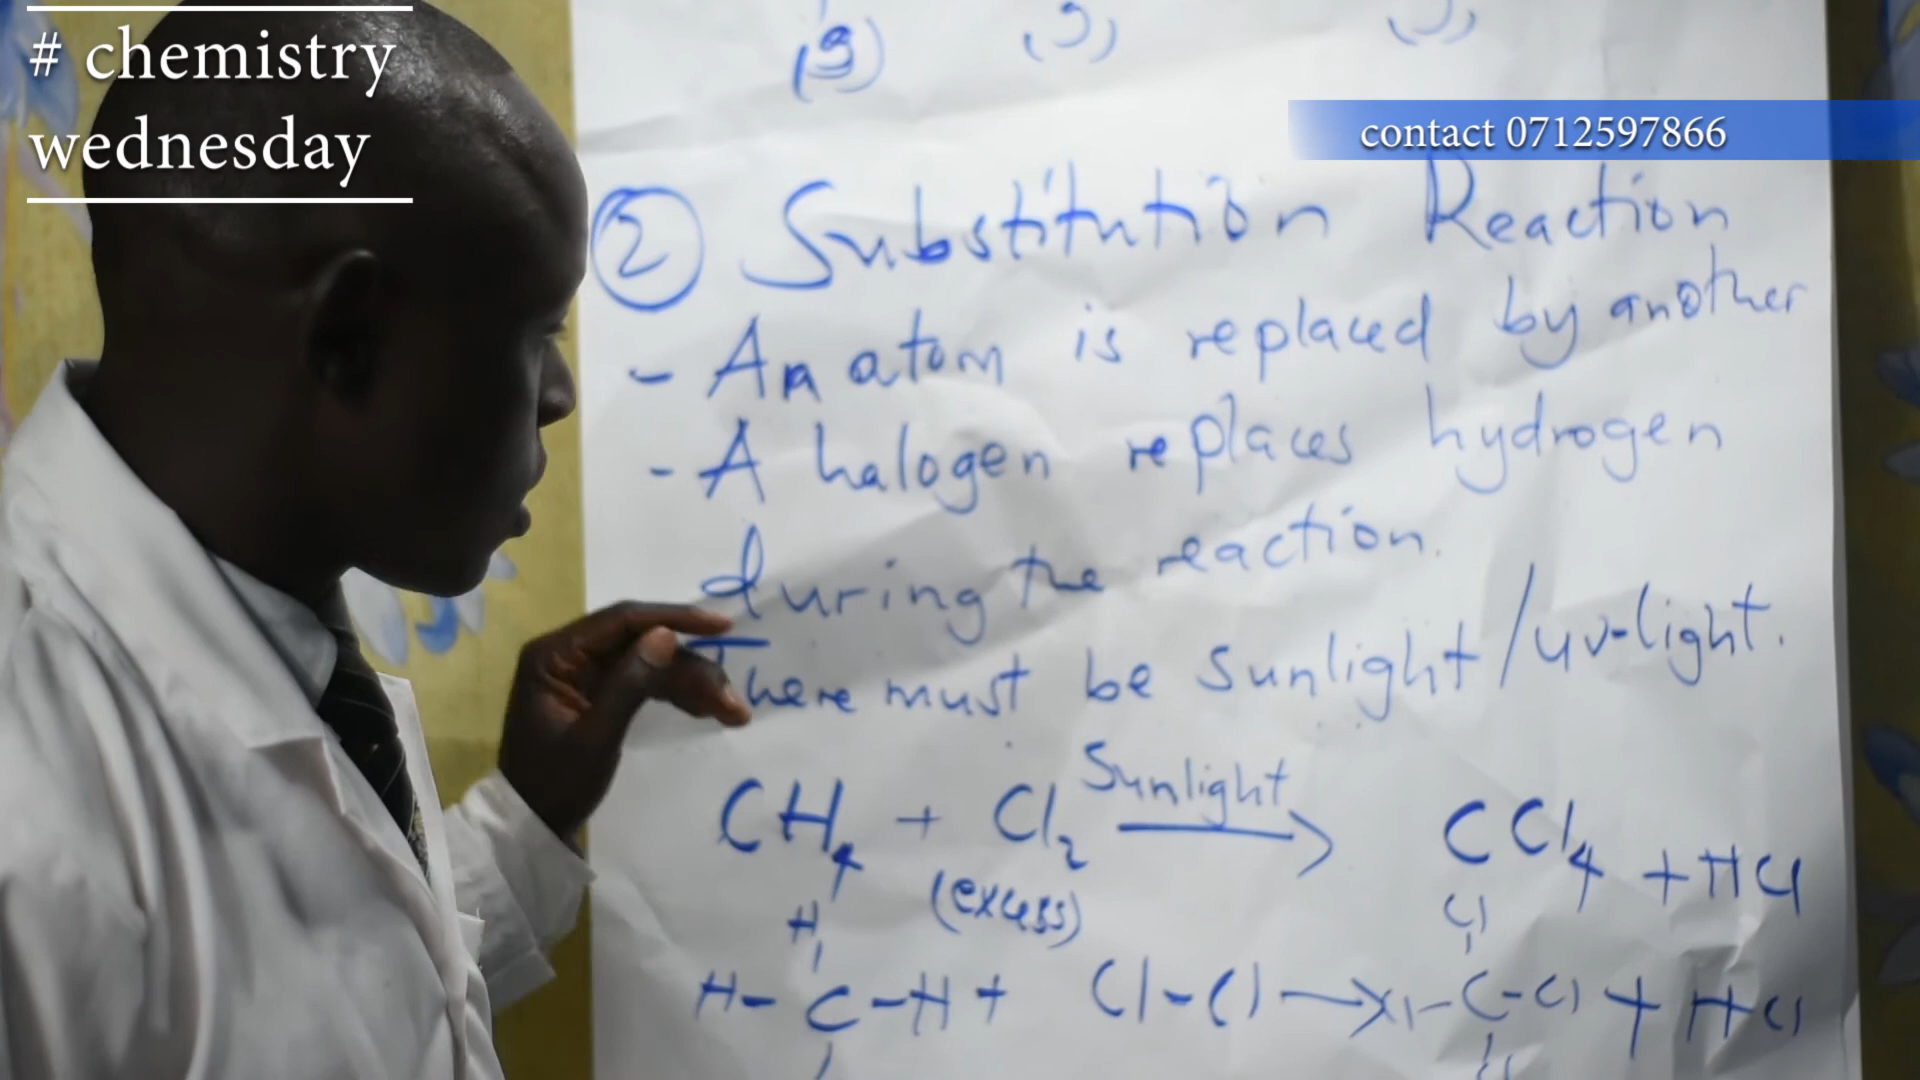 # chemistry
wednesday
contact 0712597866
(g)
② Substitution Reaction
- An atom is replaced by another
- A halogen replaces hydrogen
during the reaction.
There must be sunlight/uv-light.
Sunlight
CH4 + Cl2 → CCl4 + HCl
(excess)
H
Cl
H-C-H + Cl-Cl → Cl-C-Cl + HCl